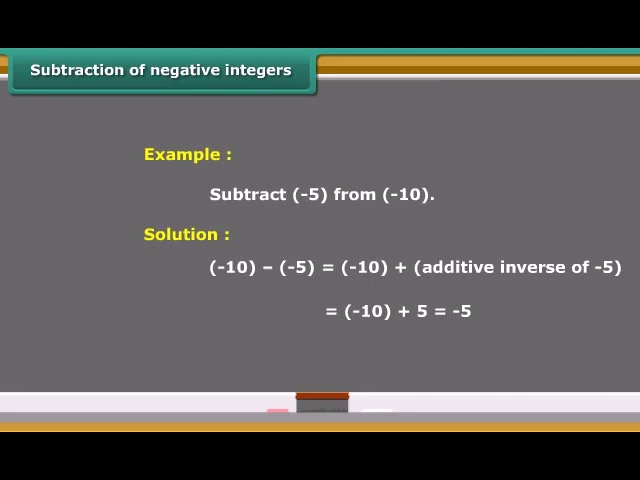 Subtraction of negative integers
Example :
Subtract (-5) from (-10).
Solution :
(-10) – (-5) = (-10) + (additive inverse of -5)
= (-10) + 5 = -5